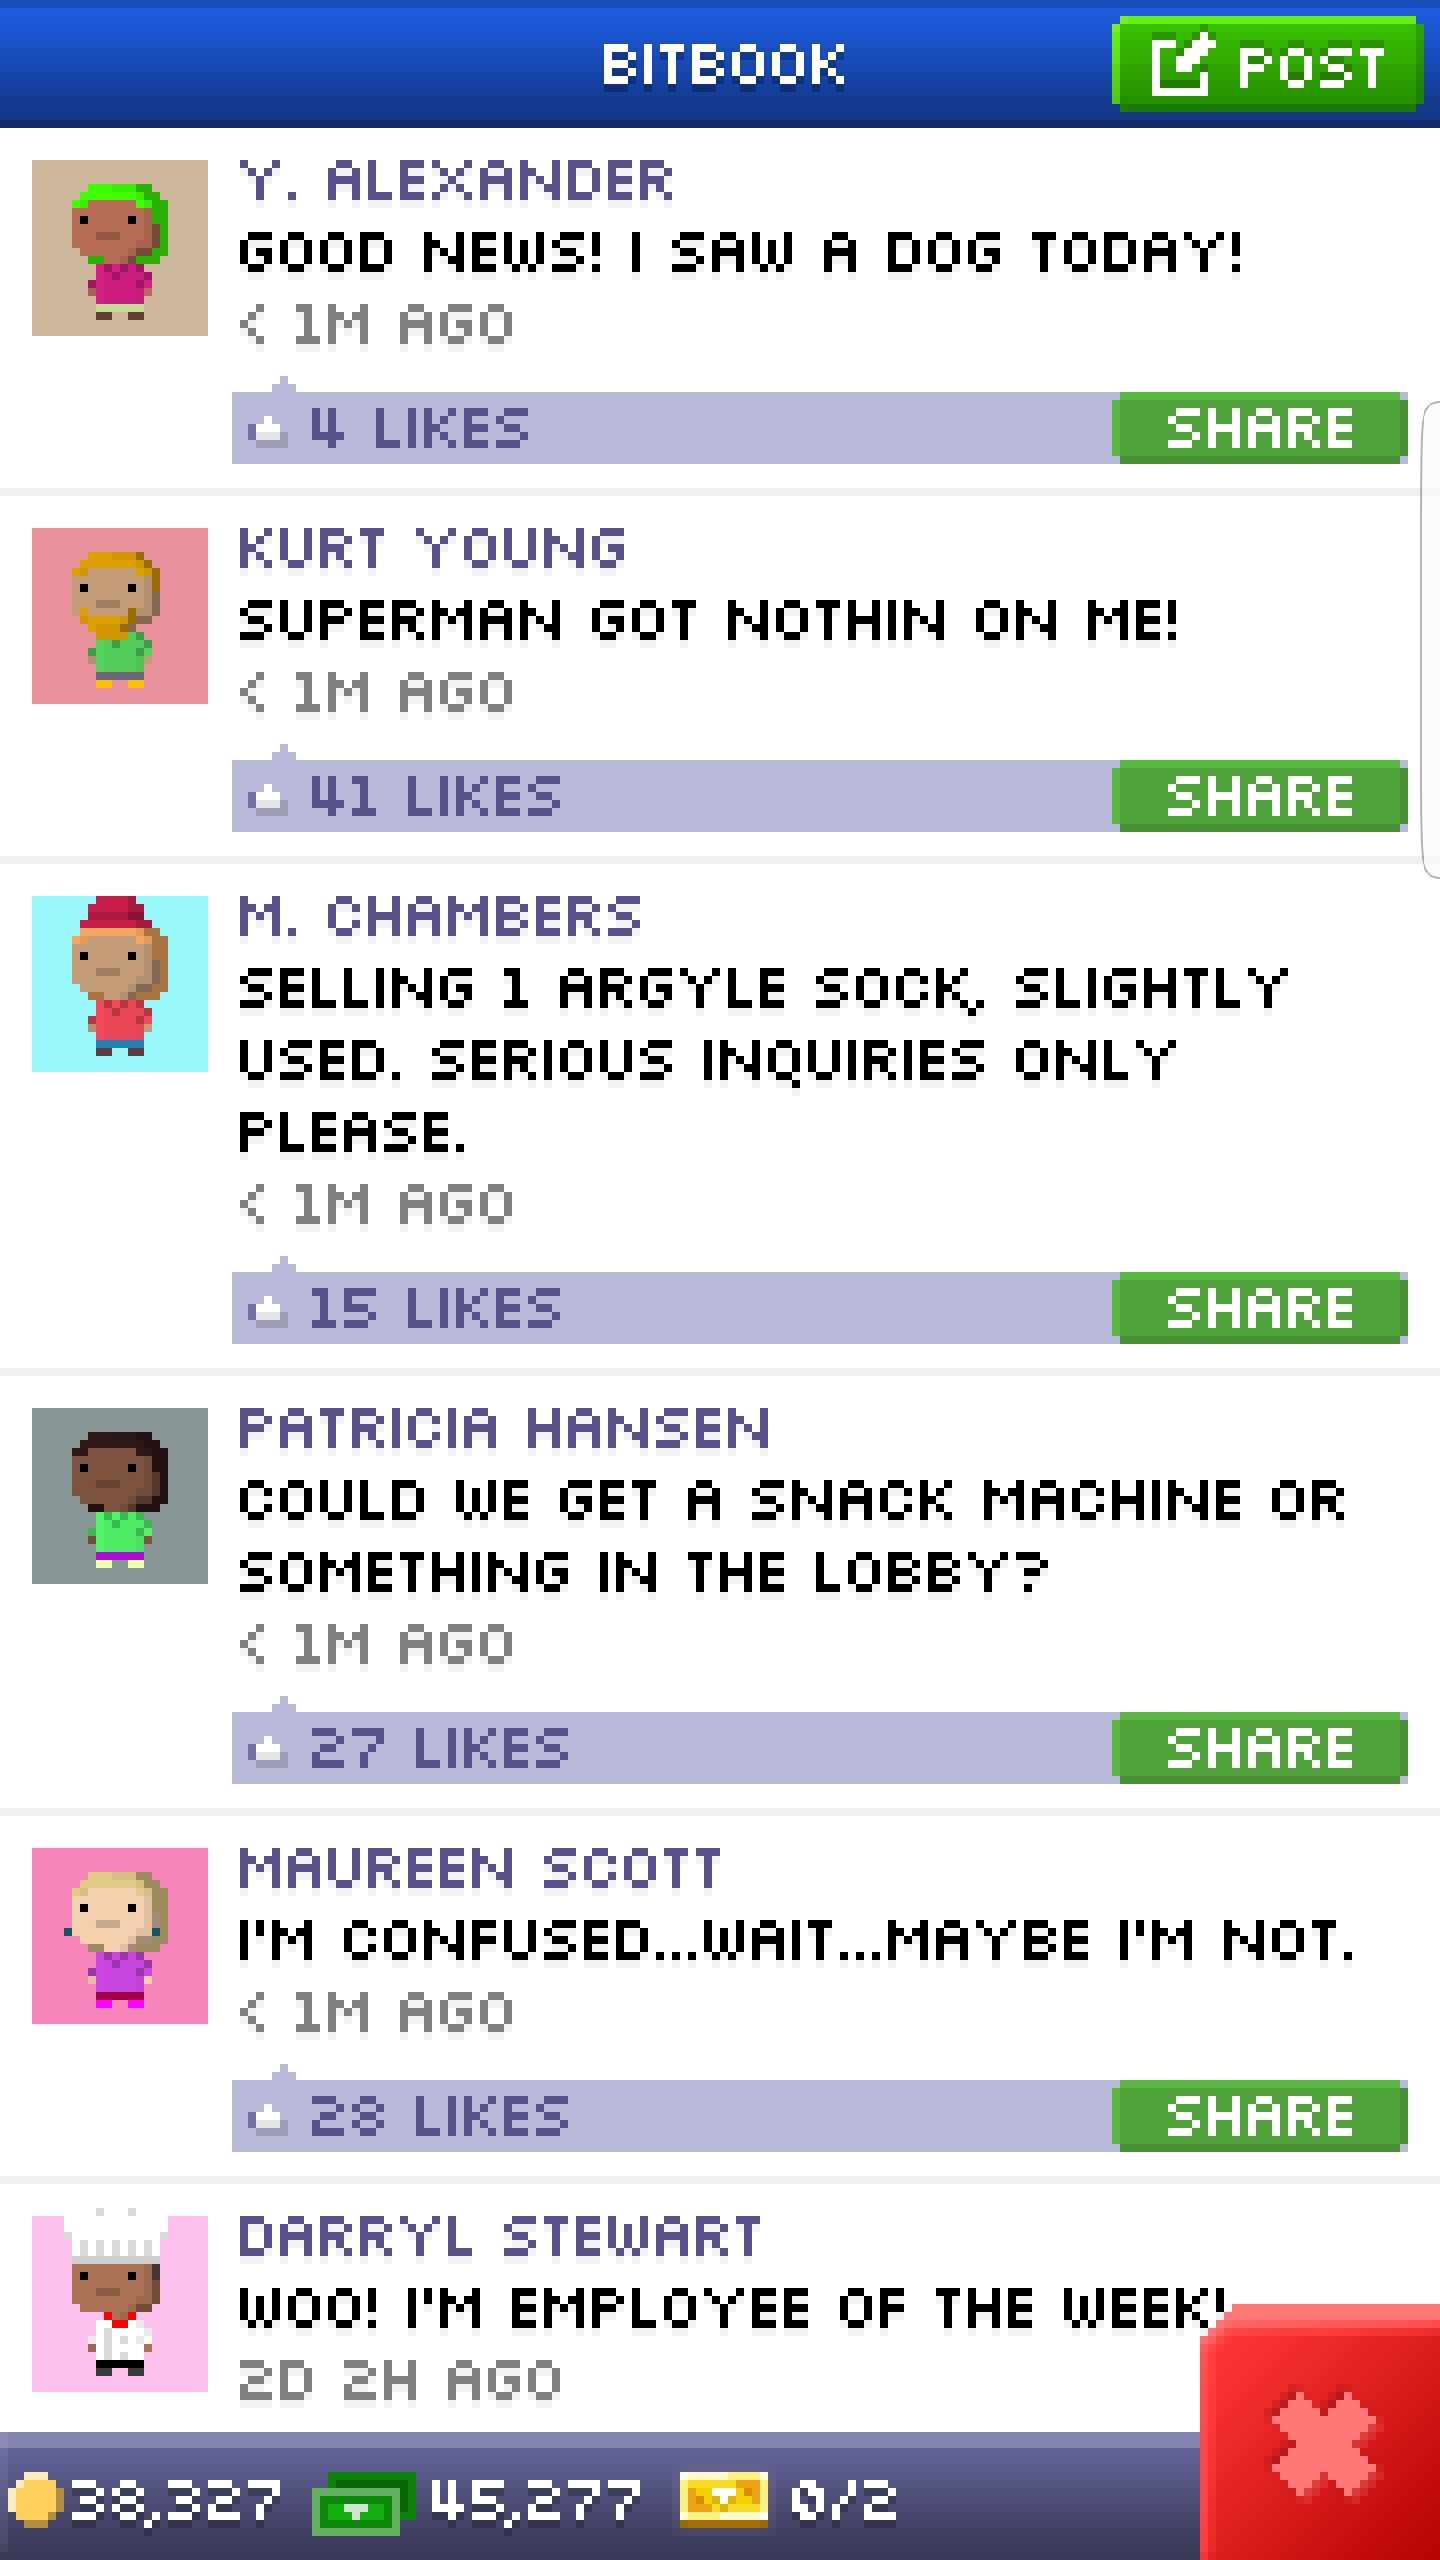 BITBOOK
POST
Y. ALEXANDER
GOOD NEWS! I SAW A DOG TODAY!
< 1M AGO
4 LIKES
SHARE
KURT YOUNG
SUPERMAN GOT NOTHIN ON ME!
< 1M AGO
41 LIKES
SHARE
M. CHAMBERS
SELLING 1 ARGYLE SOCK, SLIGHTLY
USED. SERIOUS INQUIRIES ONLY
PLEASE.
< 1M AGO
15 LIKES
SHARE
PATRICIA HANSEN
COULD WE GET A SNACK MACHINE OR
SOMETHING IN THE LOBBY?
< 1M AGO
27 LIKES
SHARE
MAUREEN SCOTT
I'M CONFUSED...WAIT...MAYBE I'M NOT.
< 1M AGO
28 LIKES
SHARE
DARRYL STEWART
WOO! I'M EMPLOYEE OF THE WEEK!
2D 2H AGO
38,327
45,277
0/2